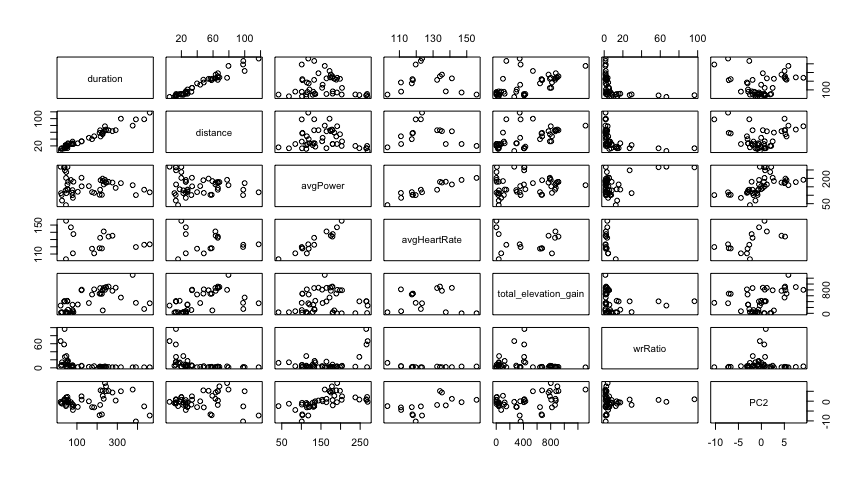 20 60 100 110 130 150 0 20 60 100
duration
100
20 100
distance
avgPower
50 200
110 150
avgHeartRate
total_elevation_gain
0 800
0 60
wrRatio
PC2
-10 0
100 300 50 150 250 0 400 800 -10 -5 0 5